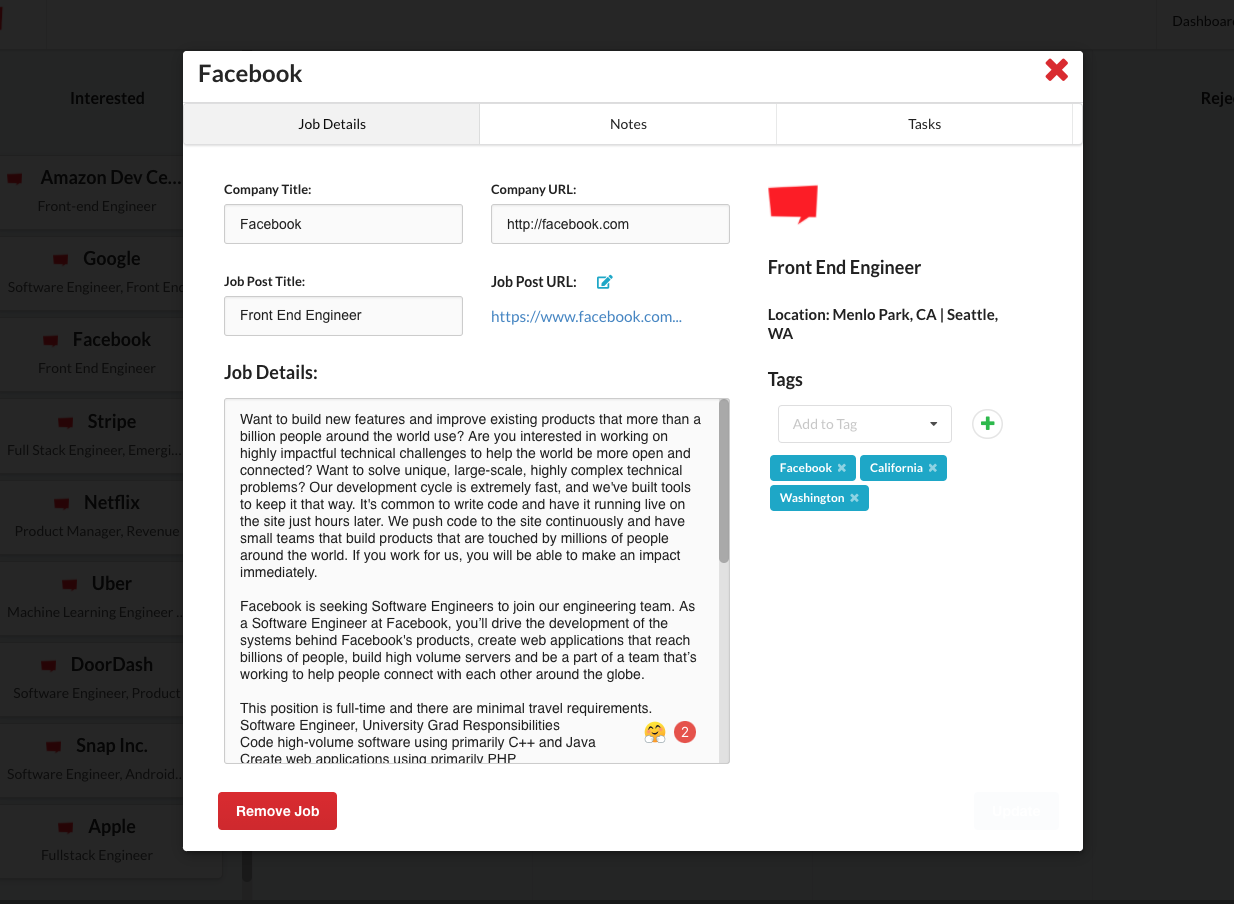 Dashboar
Interested
Reje
Amazon Dev Ce...
Front-end Engineer
Google
Software Engineer, Front End
Facebook
Front End Engineer
Stripe
Full Stack Engineer, Emergi...
Netflix
Product Manager, Revenue
Uber
Machine Learning Engineer ...
DoorDash
Software Engineer, Product
Snap Inc.
Software Engineer, Android...
Apple
Fullstack Engineer
Facebook
Job Details
Notes
Tasks
Company Title:
Company URL:
Facebook
http://facebook.com
Job Post Title:
Job Post URL:
Front End Engineer
https://www.facebook.com...
Job Details:
Want to build new features and improve existing products that more than a
billion people around the world use? Are you interested in working on
highly impactful technical challenges to help the world be more open and
connected? Want to solve unique, large-scale, highly complex technical
problems? Our development cycle is extremely fast, and we've built tools
to keep it that way. It's common to write code and have it running live on
the site just hours later. We push code to the site continuously and have
small teams that build products that are touched by millions of people
around the world. If you work for us, you will be able to make an impact
immediately.
Facebook is seeking Software Engineers to join our engineering team. As
a Software Engineer at Facebook, you’ll drive the development of the
systems behind Facebook's products, create web applications that reach
billions of people, build high volume servers and be a part of a team that’s
working to help people connect with each other around the globe.
This position is full-time and there are minimal travel requirements.
Software Engineer, University Grad Responsibilities
Code high-volume software using primarily C++ and Java
Create web applications using primarily PHP
2
Front End Engineer
Location: Menlo Park, CA | Seattle,
WA
Tags
Add to Tag
Facebook
California
Washington
Remove Job